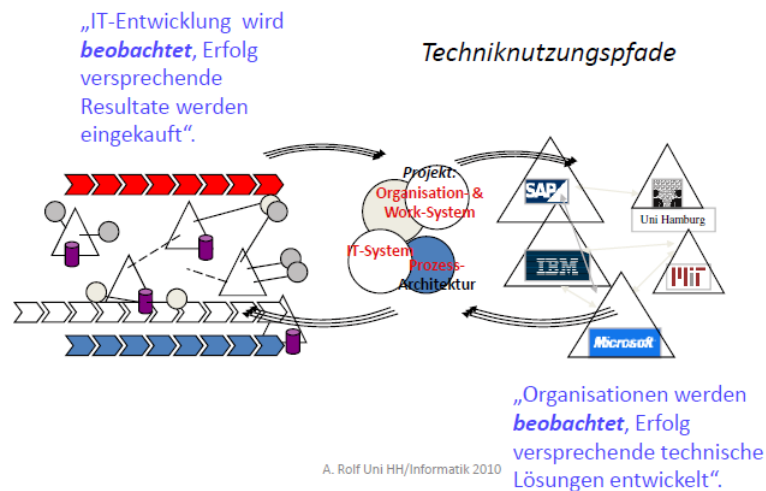 „IT-Entwicklung wird
beobachtet, Erfolg
versprechende
Resultate werden
eingekauft“.
Techniknutzungspfade
Projekt:
Organisation- &
Work-System
IT-System
Prozess-
Architektur
SAP
Uni Hamburg
IBM
MIT
Microsoft
„Organisationen werden
beobachtet, Erfolg
versprechende technische
Lösungen entwickelt“.
A. Rolf Uni HH/Informatik 2010